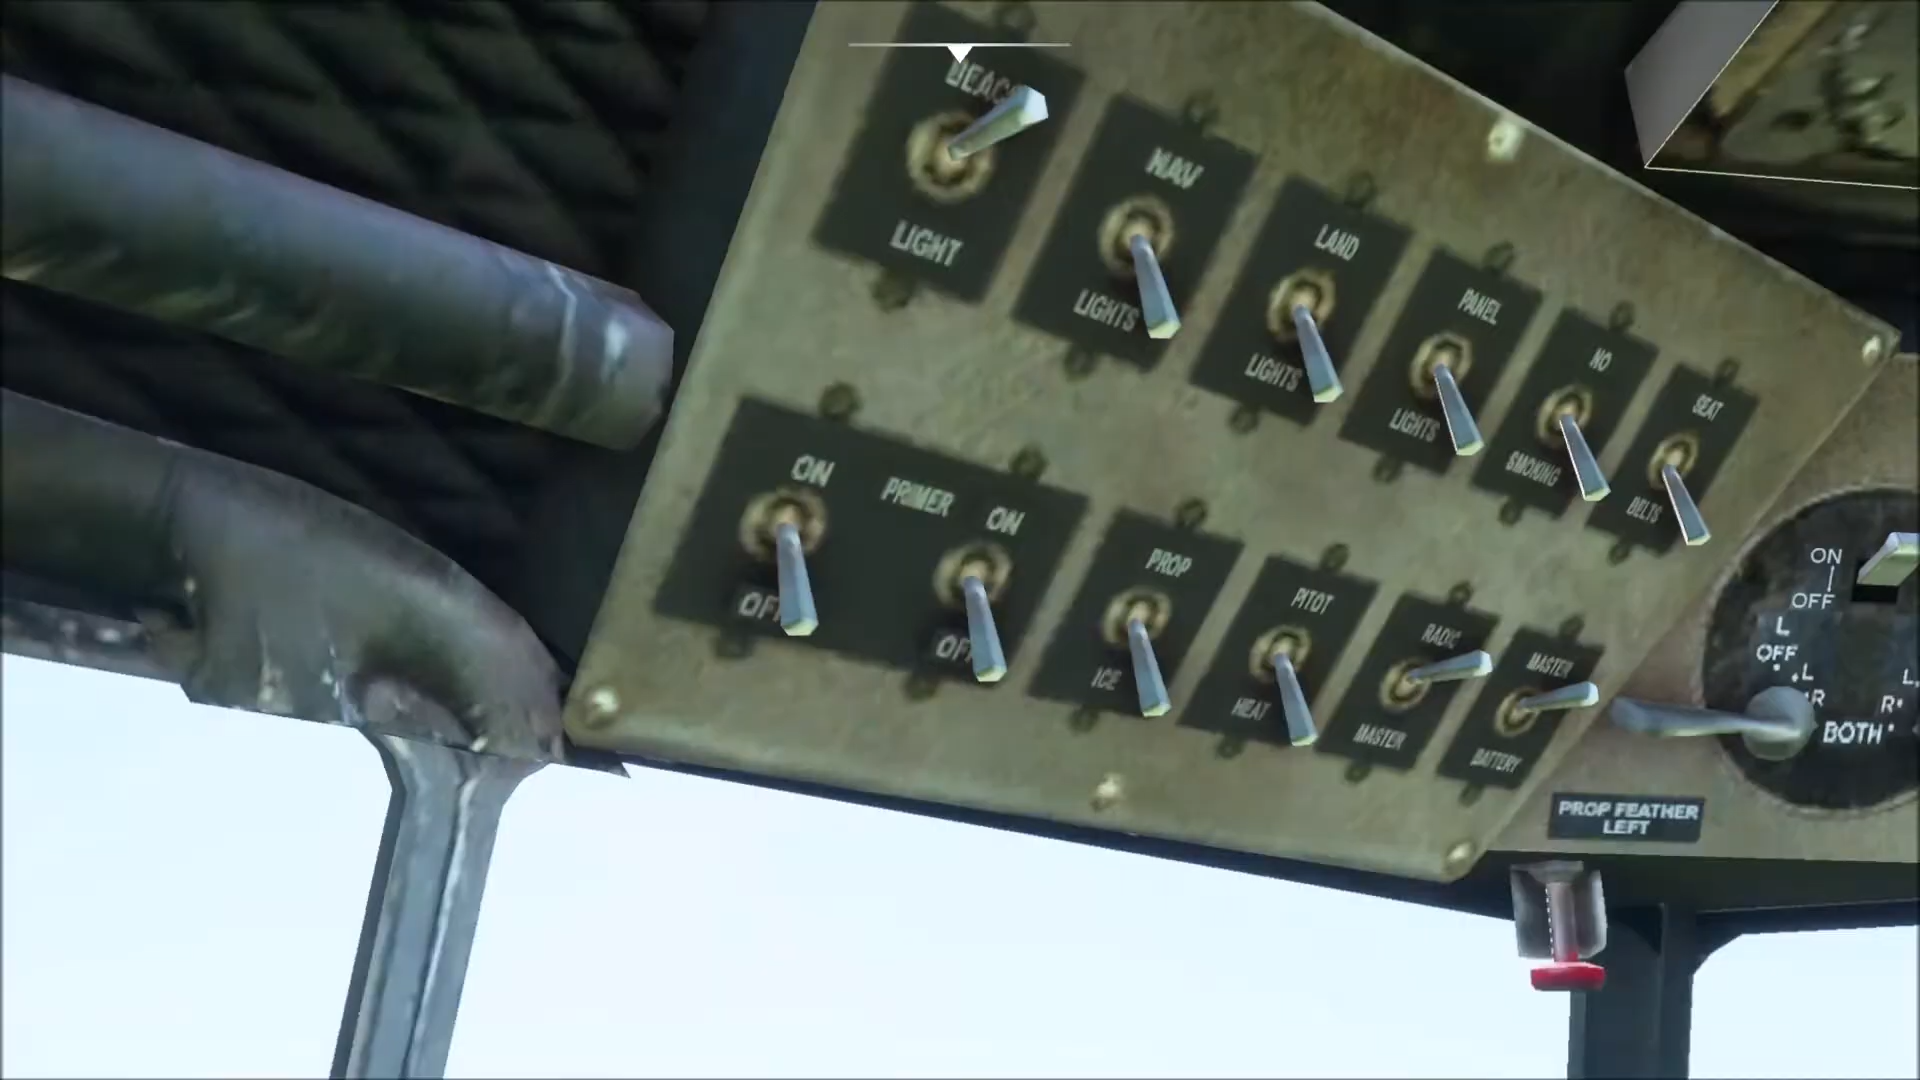 NAV
LIGHT
LIGHTS
LAND
LIGHTS
PANEL
LIGHTS
NO
SMOKING
SEAT
BELTS
ON
PRIMER
ON
PROP
ICE
PITOT
HEAT
RADIO
MASTER
MASTER
BATTERY
ON
OFF
L
OFF
L
R
BOTH
L
R
PROP FEATHER
LEFT